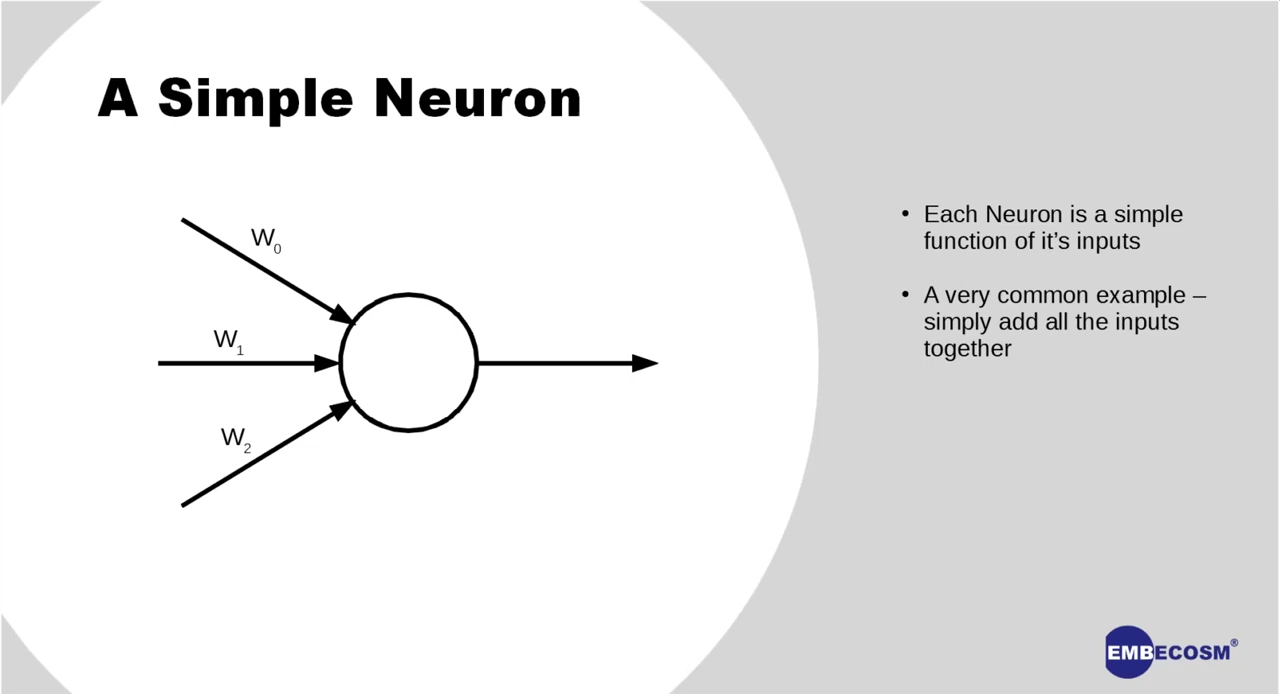 A Simple Neuron
W0
W1
W2
• Each Neuron is a simple
function of it’s inputs
• A very common example –
simply add all the inputs
together
EMBECOSM®